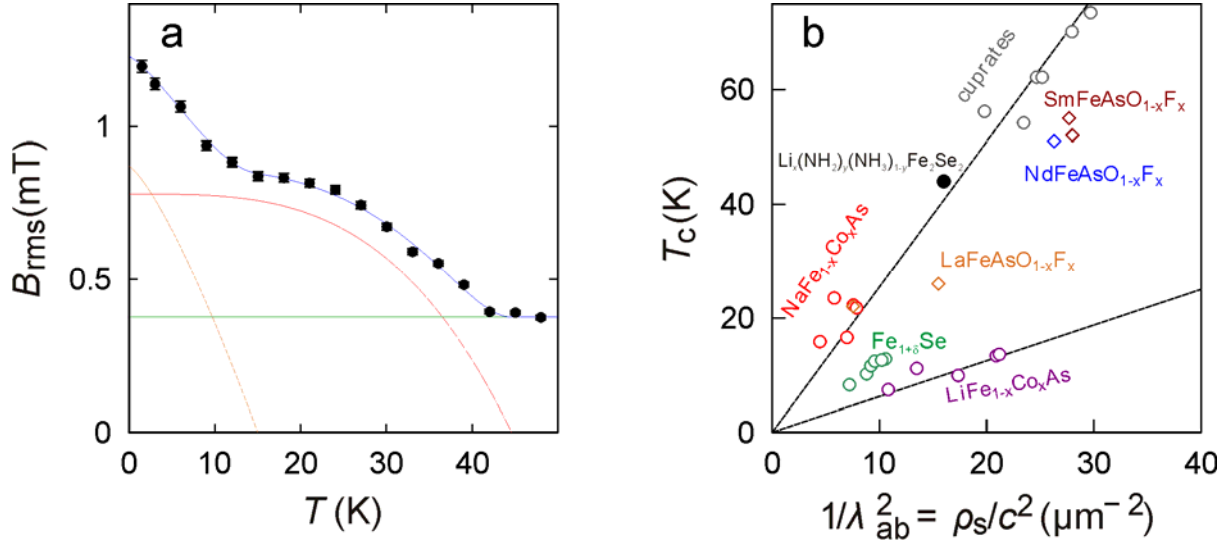 a
B_rms (mT)
1
0.5
0
0 10 20 30 40
T (K)
b
T_c (K)
60
40
20
0
0 10 20 30 40
1/λ²_ab = ρ_s/c² (μm⁻²)
cuprates
SmFeAsO₁₋ₓFₓ
Liₓ(NH₂)ᵧ(NH₃)₁₋ᵧFe₂Se₂
NdFeAsO₁₋ₓFₓ
NaFe₁₋ₓCoₓAs
LaFeAsO₁₋ₓFₓ
Fe₁₊δSe
LiFe₁₋ₓCoₓAs